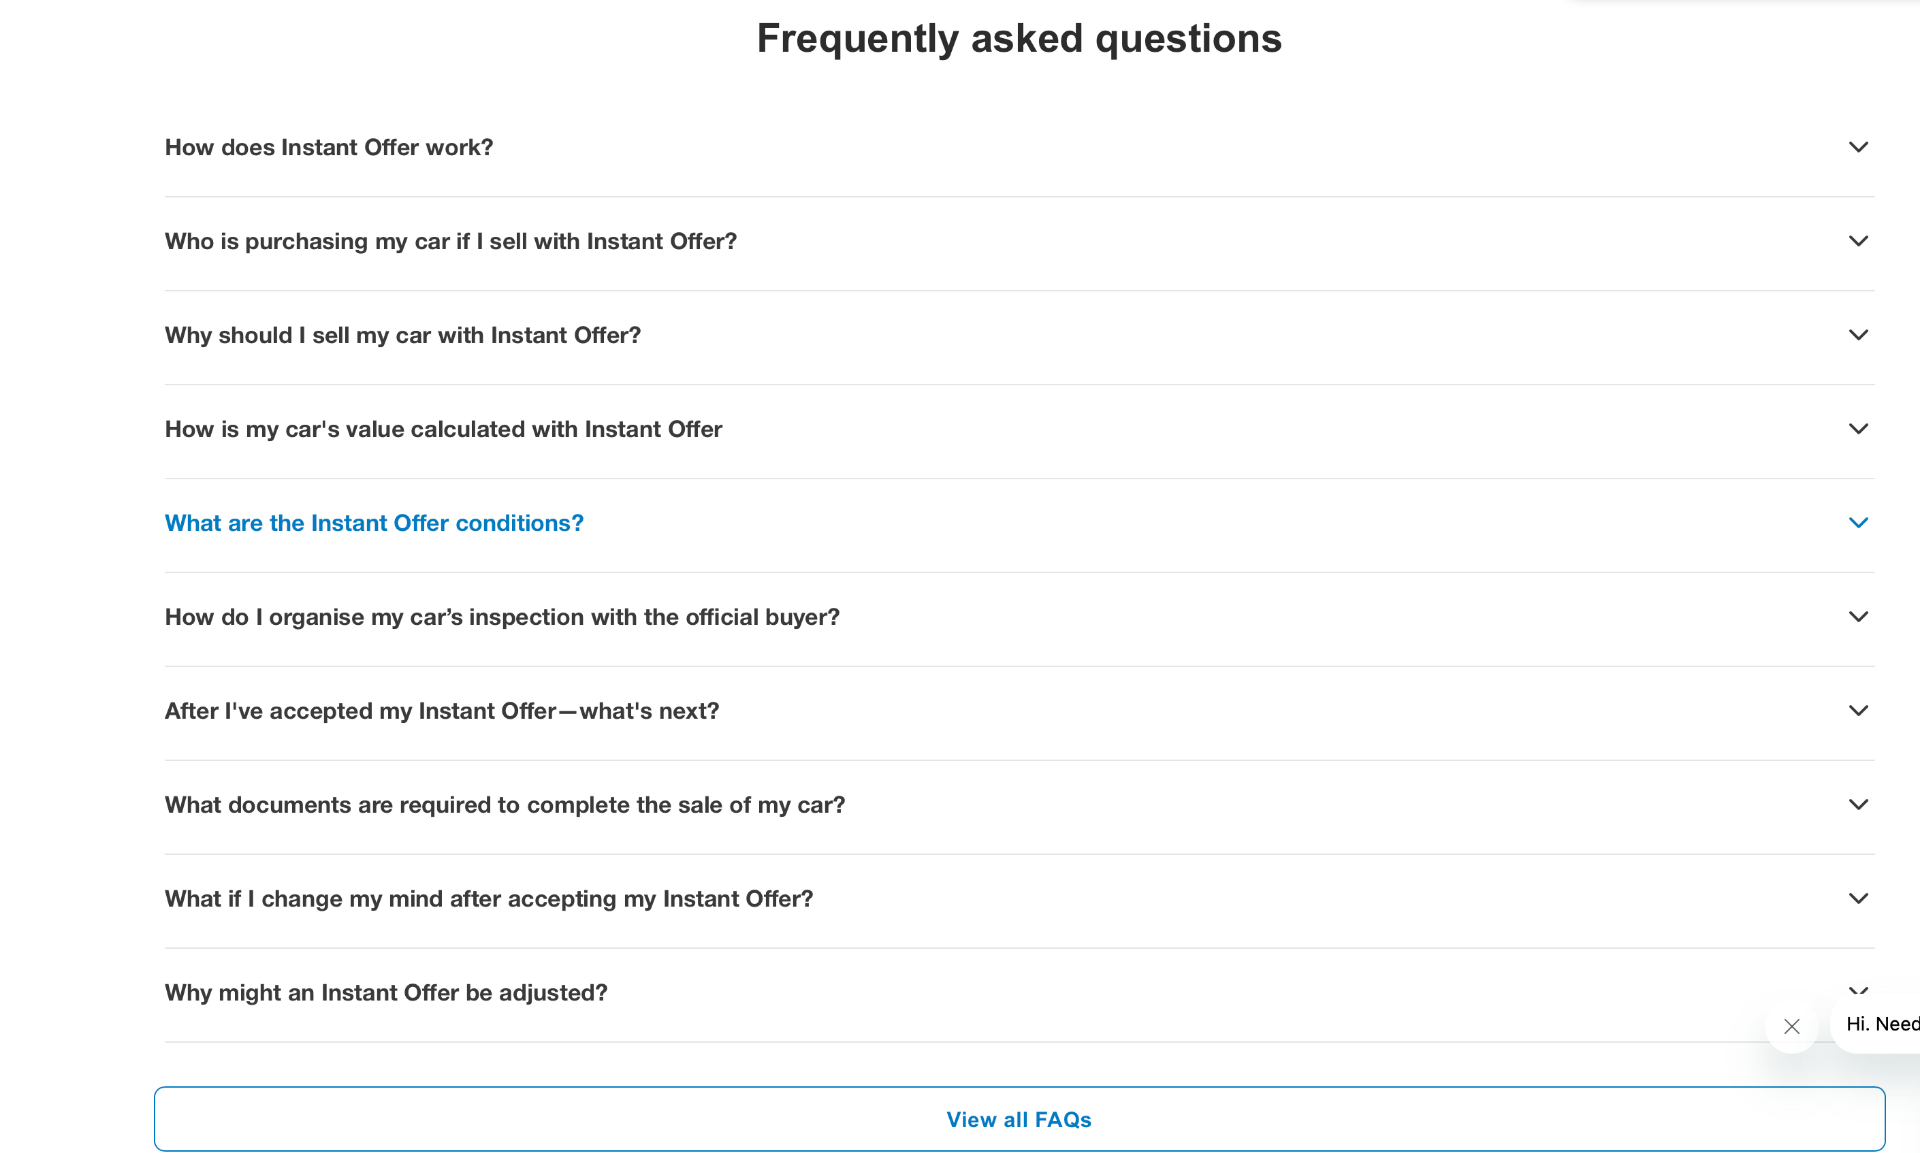 Frequently asked questions
How does Instant Offer work?
Who is purchasing my car if I sell with Instant Offer?
Why should I sell my car with Instant Offer?
How is my car's value calculated with Instant Offer
What are the Instant Offer conditions?
How do I organise my car’s inspection with the official buyer?
After I've accepted my Instant Offer—what's next?
What documents are required to complete the sale of my car?
What if I change my mind after accepting my Instant Offer?
Why might an Instant Offer be adjusted?
Hi. Need
View all FAQs